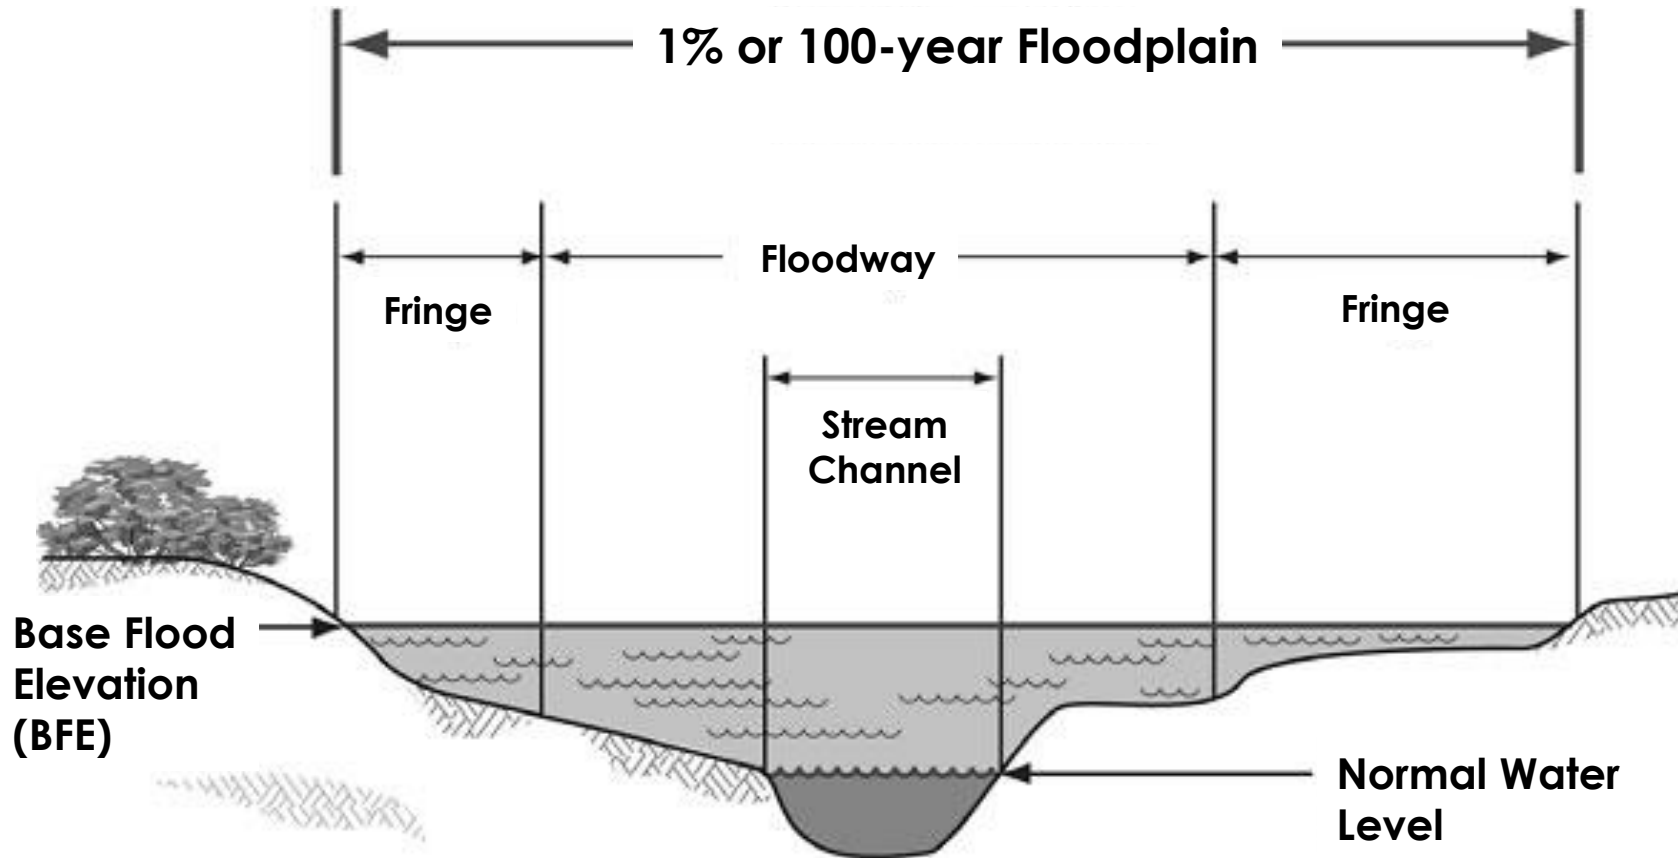 1% or 100-year Floodplain
Floodway
Fringe
Fringe
Stream
Channel
Base Flood
Elevation
(BFE)
Normal Water
Level